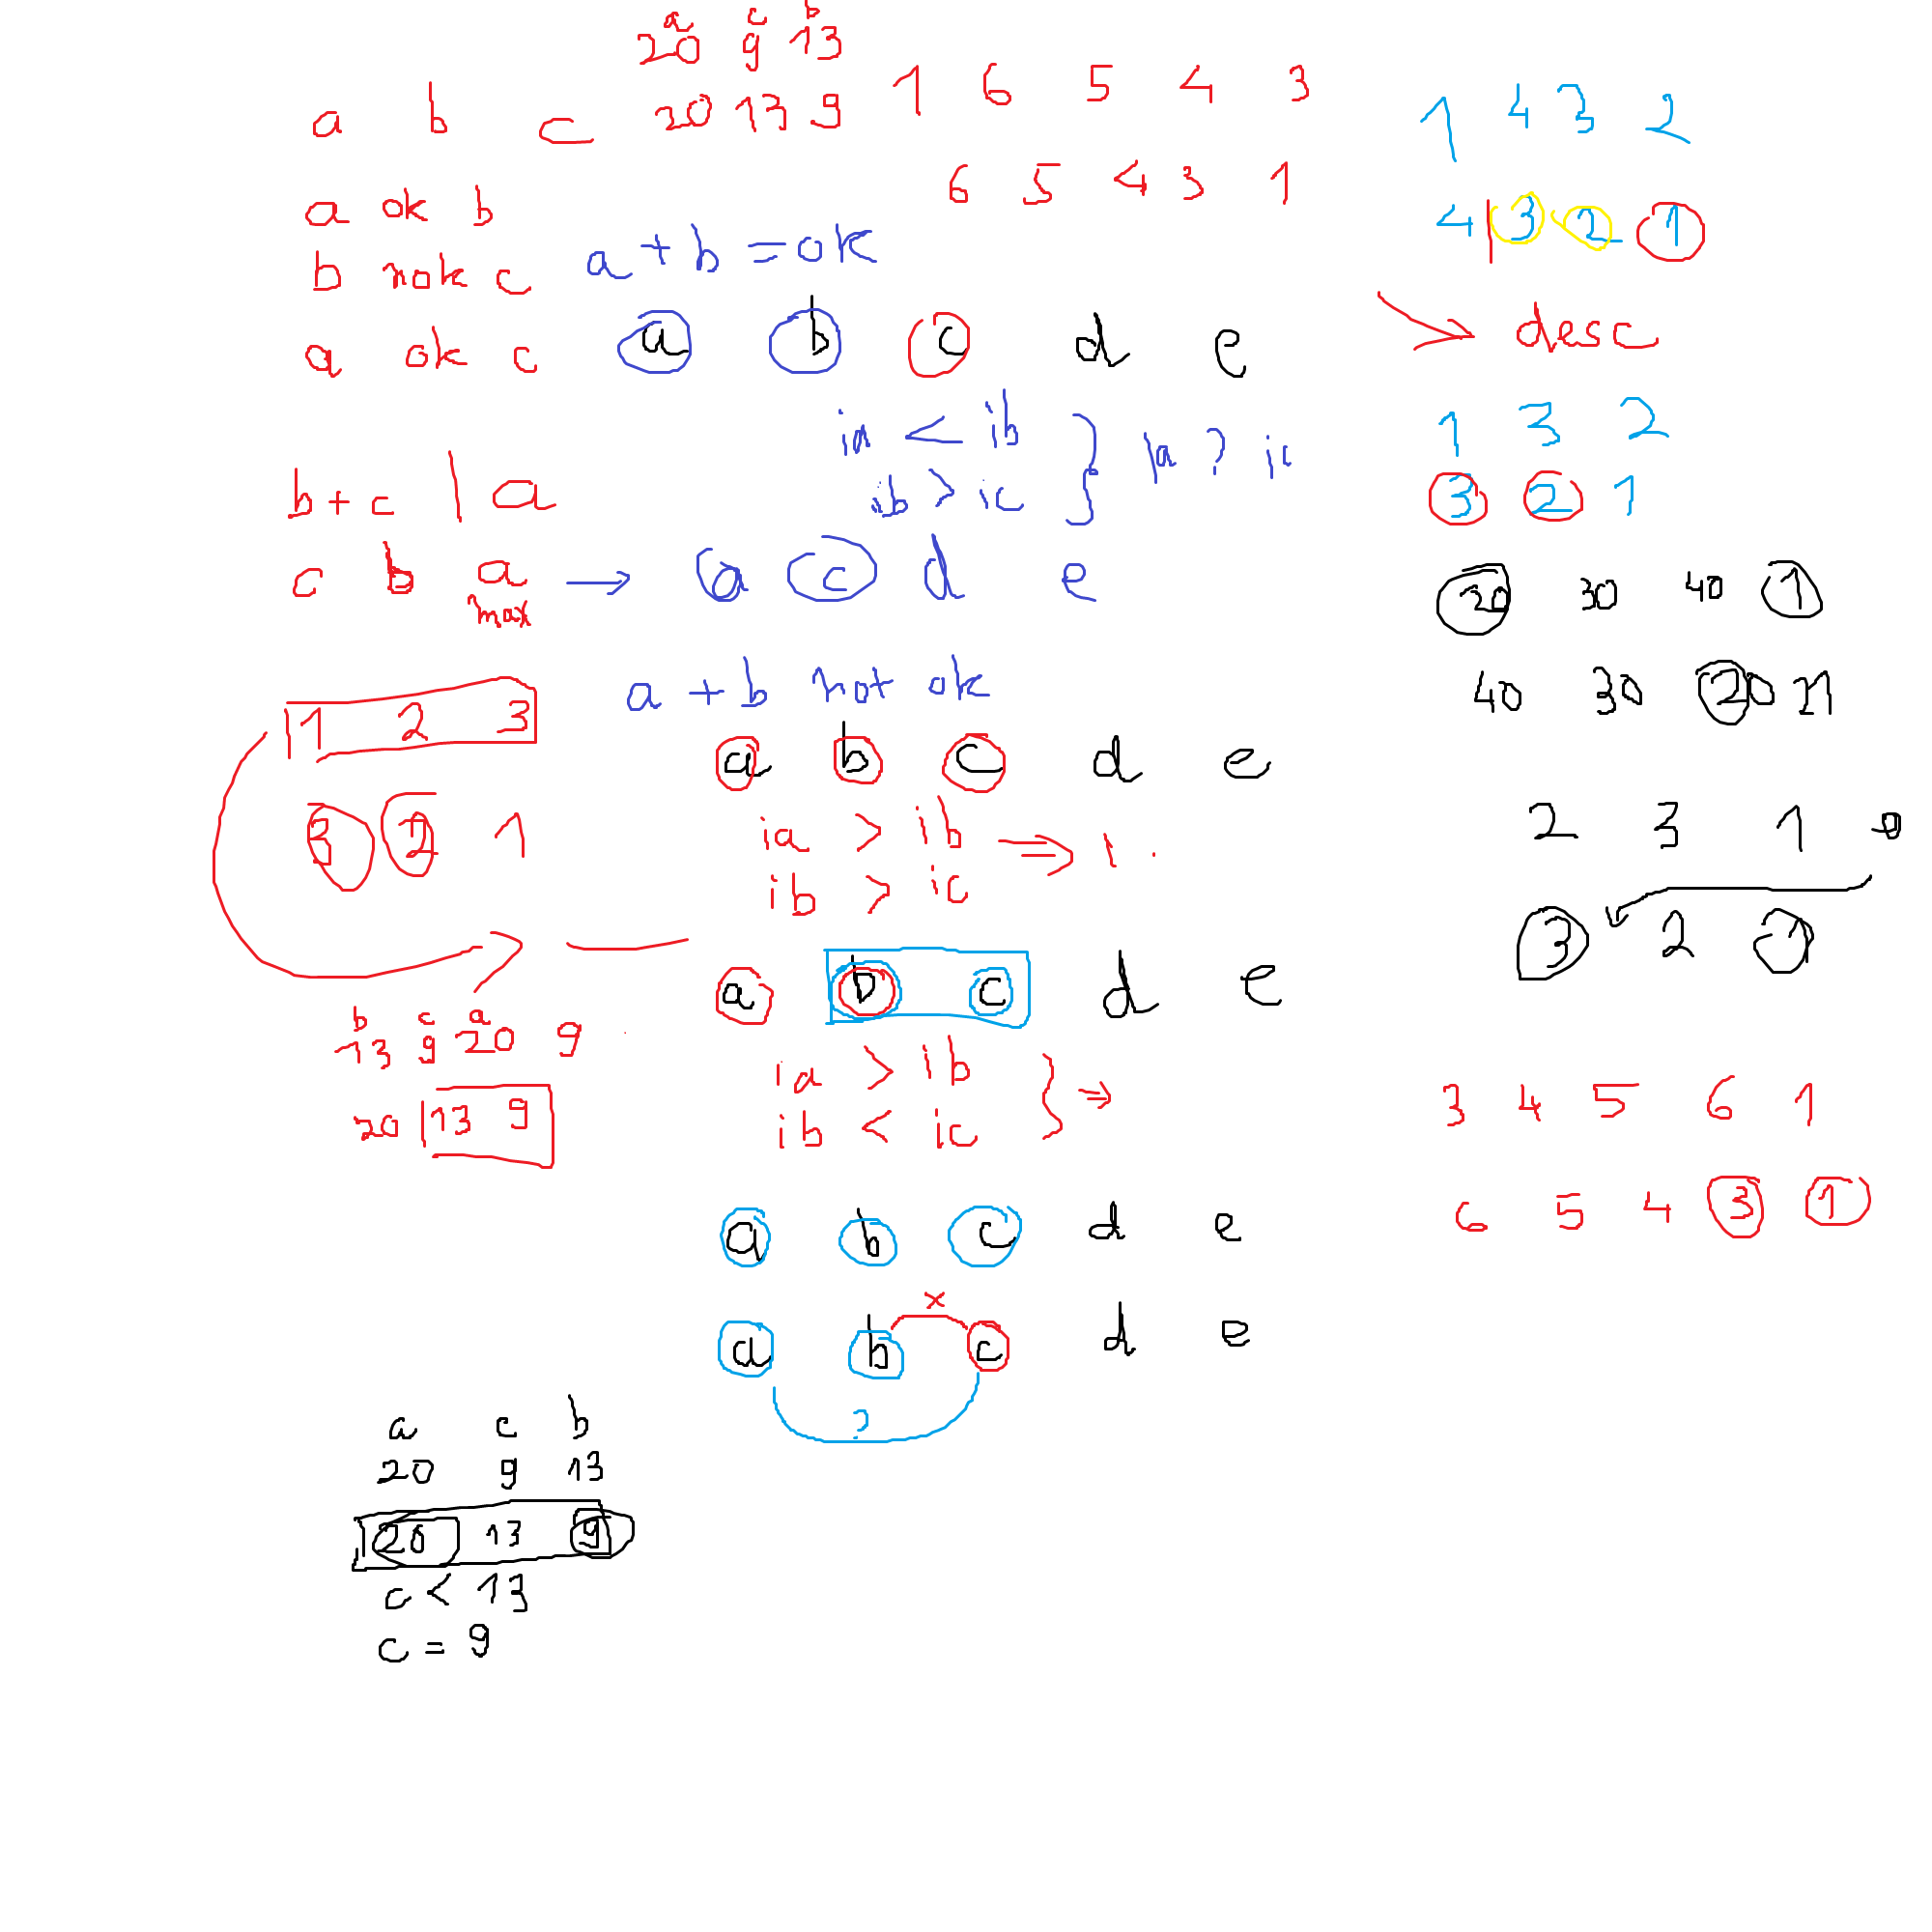 a c b
20 9 13
a b c 20 13 9 1 6 5 4 3
6 5 4 3 1
a ok b
b nok c
a ok c
b + c | a
c b a
max
a + b = ok
a b c d e
ia < ib
ib > ic
? ic
→ a c d e
a + b not ok
a b c d e
ia > ib
ib > ic
⇒
a b c d e
ia > ib
ib < ic
⇒
a b c d e
x
a b c d e
?
1 2 3
3 2 1
b c a
13 9 20 9
20 | 13 9
a c b
20 9 13
20 13 9
c < 13
c = 9
1 4 3 2
4 | 3 2 1
desc
1 3 2
3 2 1
20 30 40 1
40 30 20
2 3 1 0
3 2 1
3 4 5 6 1
6 5 4 3 1